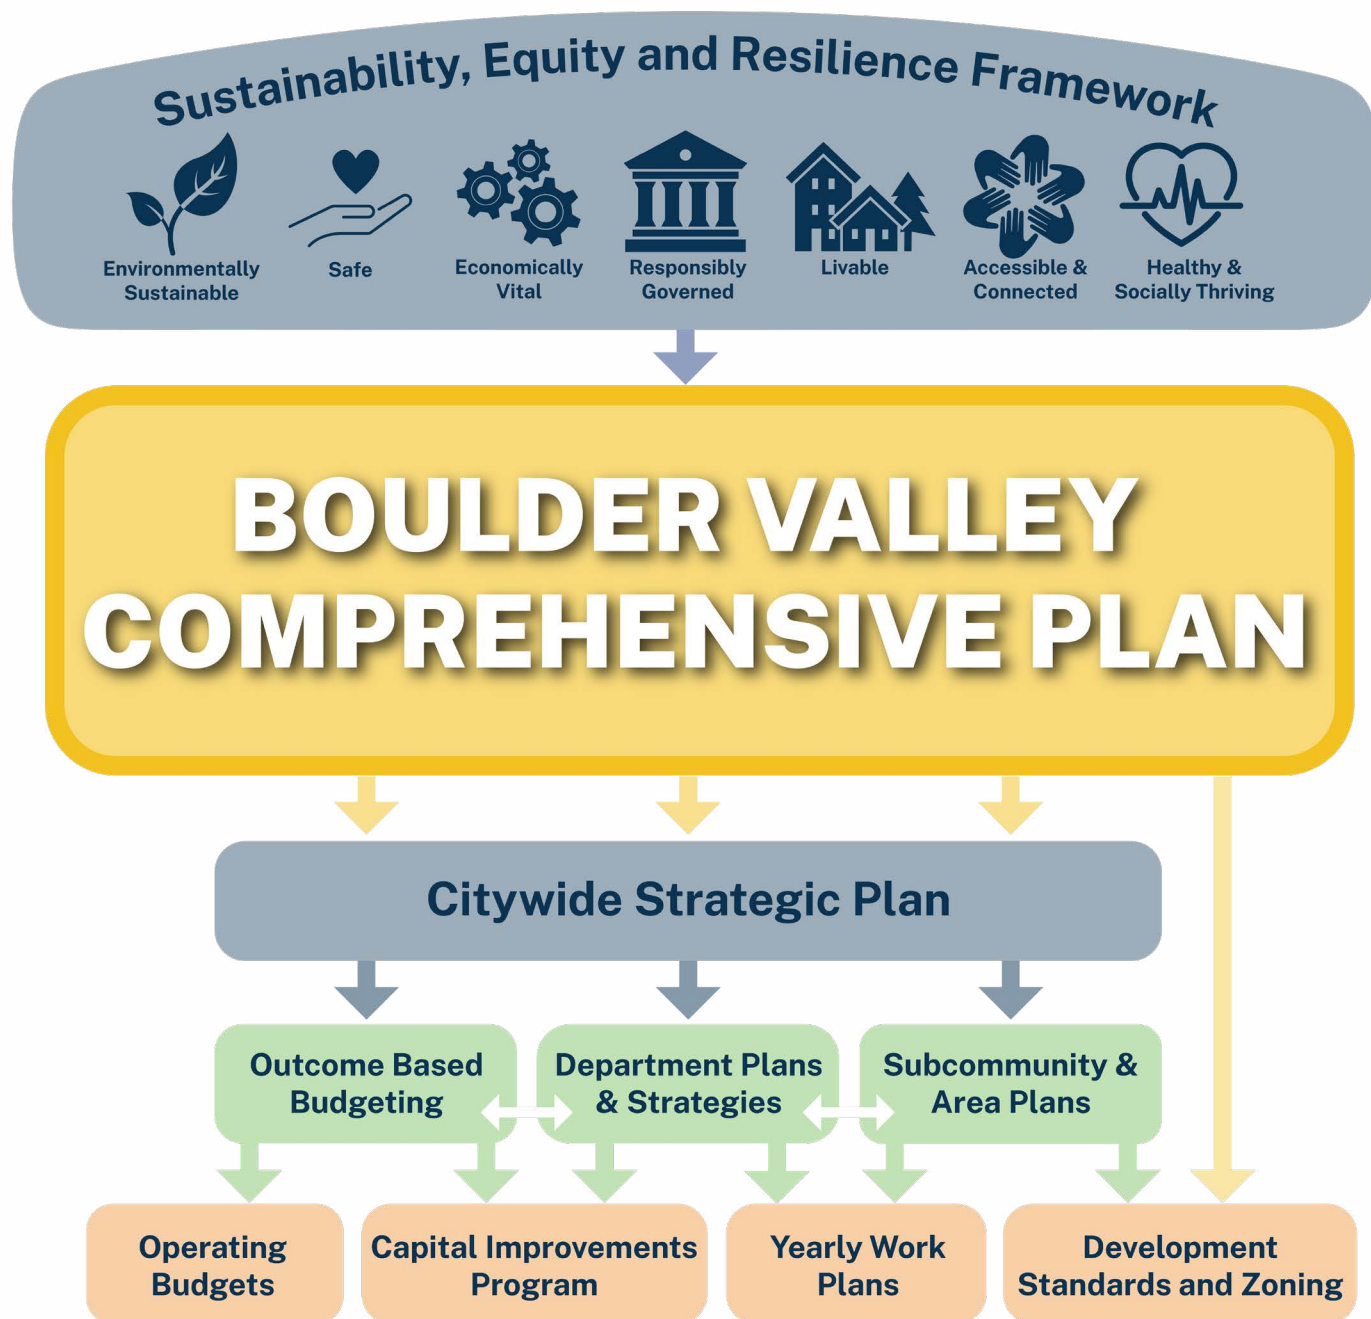 Sustainability, Equity and Resilience Framework
Environmentally
Sustainable
Safe
Economically
Vital
Responsibly
Governed
Livable
Accessible &
Connected
Healthy &
Socially Thriving
BOULDER VALLEY
COMPREHENSIVE PLAN
Citywide Strategic Plan
Outcome Based
Budgeting
Department Plans
& Strategies
Subcommunity &
Area Plans
Operating
Budgets
Capital Improvements
Program
Yearly Work
Plans
Development
Standards and Zoning